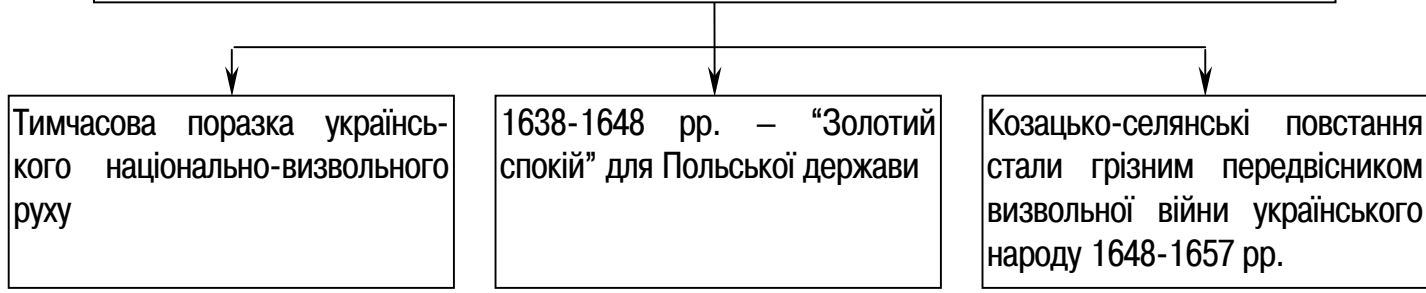 Тимчасова поразка українсь-
кого національно-визвольного
руху
1638-1648 рр. – “Золотий
спокій” для Польської держави
Козацько-селянські повстання
стали грізним передвісником
визвольної війни українського
народу 1648-1657 рр.